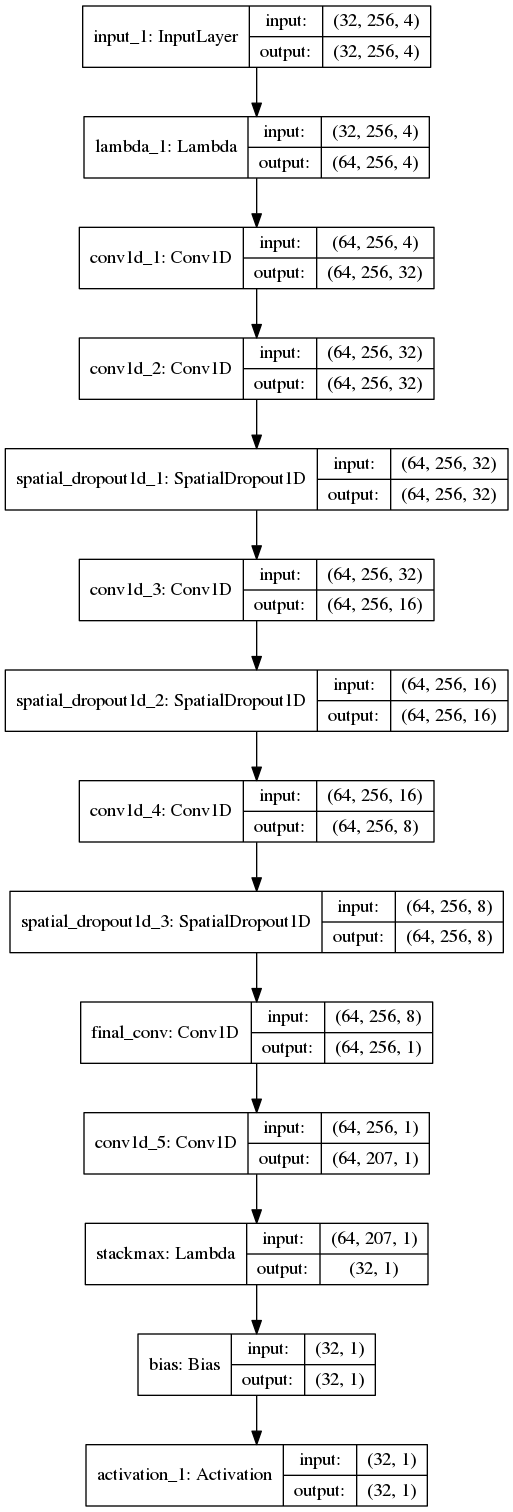 input_1: InputLayer
input: (32, 256, 4)
output: (32, 256, 4)
lambda_1: Lambda
input: (32, 256, 4)
output: (64, 256, 4)
conv1d_1: Conv1D
input: (64, 256, 4)
output: (64, 256, 32)
conv1d_2: Conv1D
input: (64, 256, 32)
output: (64, 256, 32)
spatial_dropout1d_1: SpatialDropout1D
input: (64, 256, 32)
output: (64, 256, 32)
conv1d_3: Conv1D
input: (64, 256, 32)
output: (64, 256, 16)
spatial_dropout1d_2: SpatialDropout1D
input: (64, 256, 16)
output: (64, 256, 16)
conv1d_4: Conv1D
input: (64, 256, 16)
output: (64, 256, 8)
spatial_dropout1d_3: SpatialDropout1D
input: (64, 256, 8)
output: (64, 256, 8)
final_conv: Conv1D
input: (64, 256, 8)
output: (64, 256, 1)
conv1d_5: Conv1D
input: (64, 256, 1)
output: (64, 207, 1)
stackmax: Lambda
input: (64, 207, 1)
output: (32, 1)
bias: Bias
input: (32, 1)
output: (32, 1)
activation_1: Activation
input: (32, 1)
output: (32, 1)